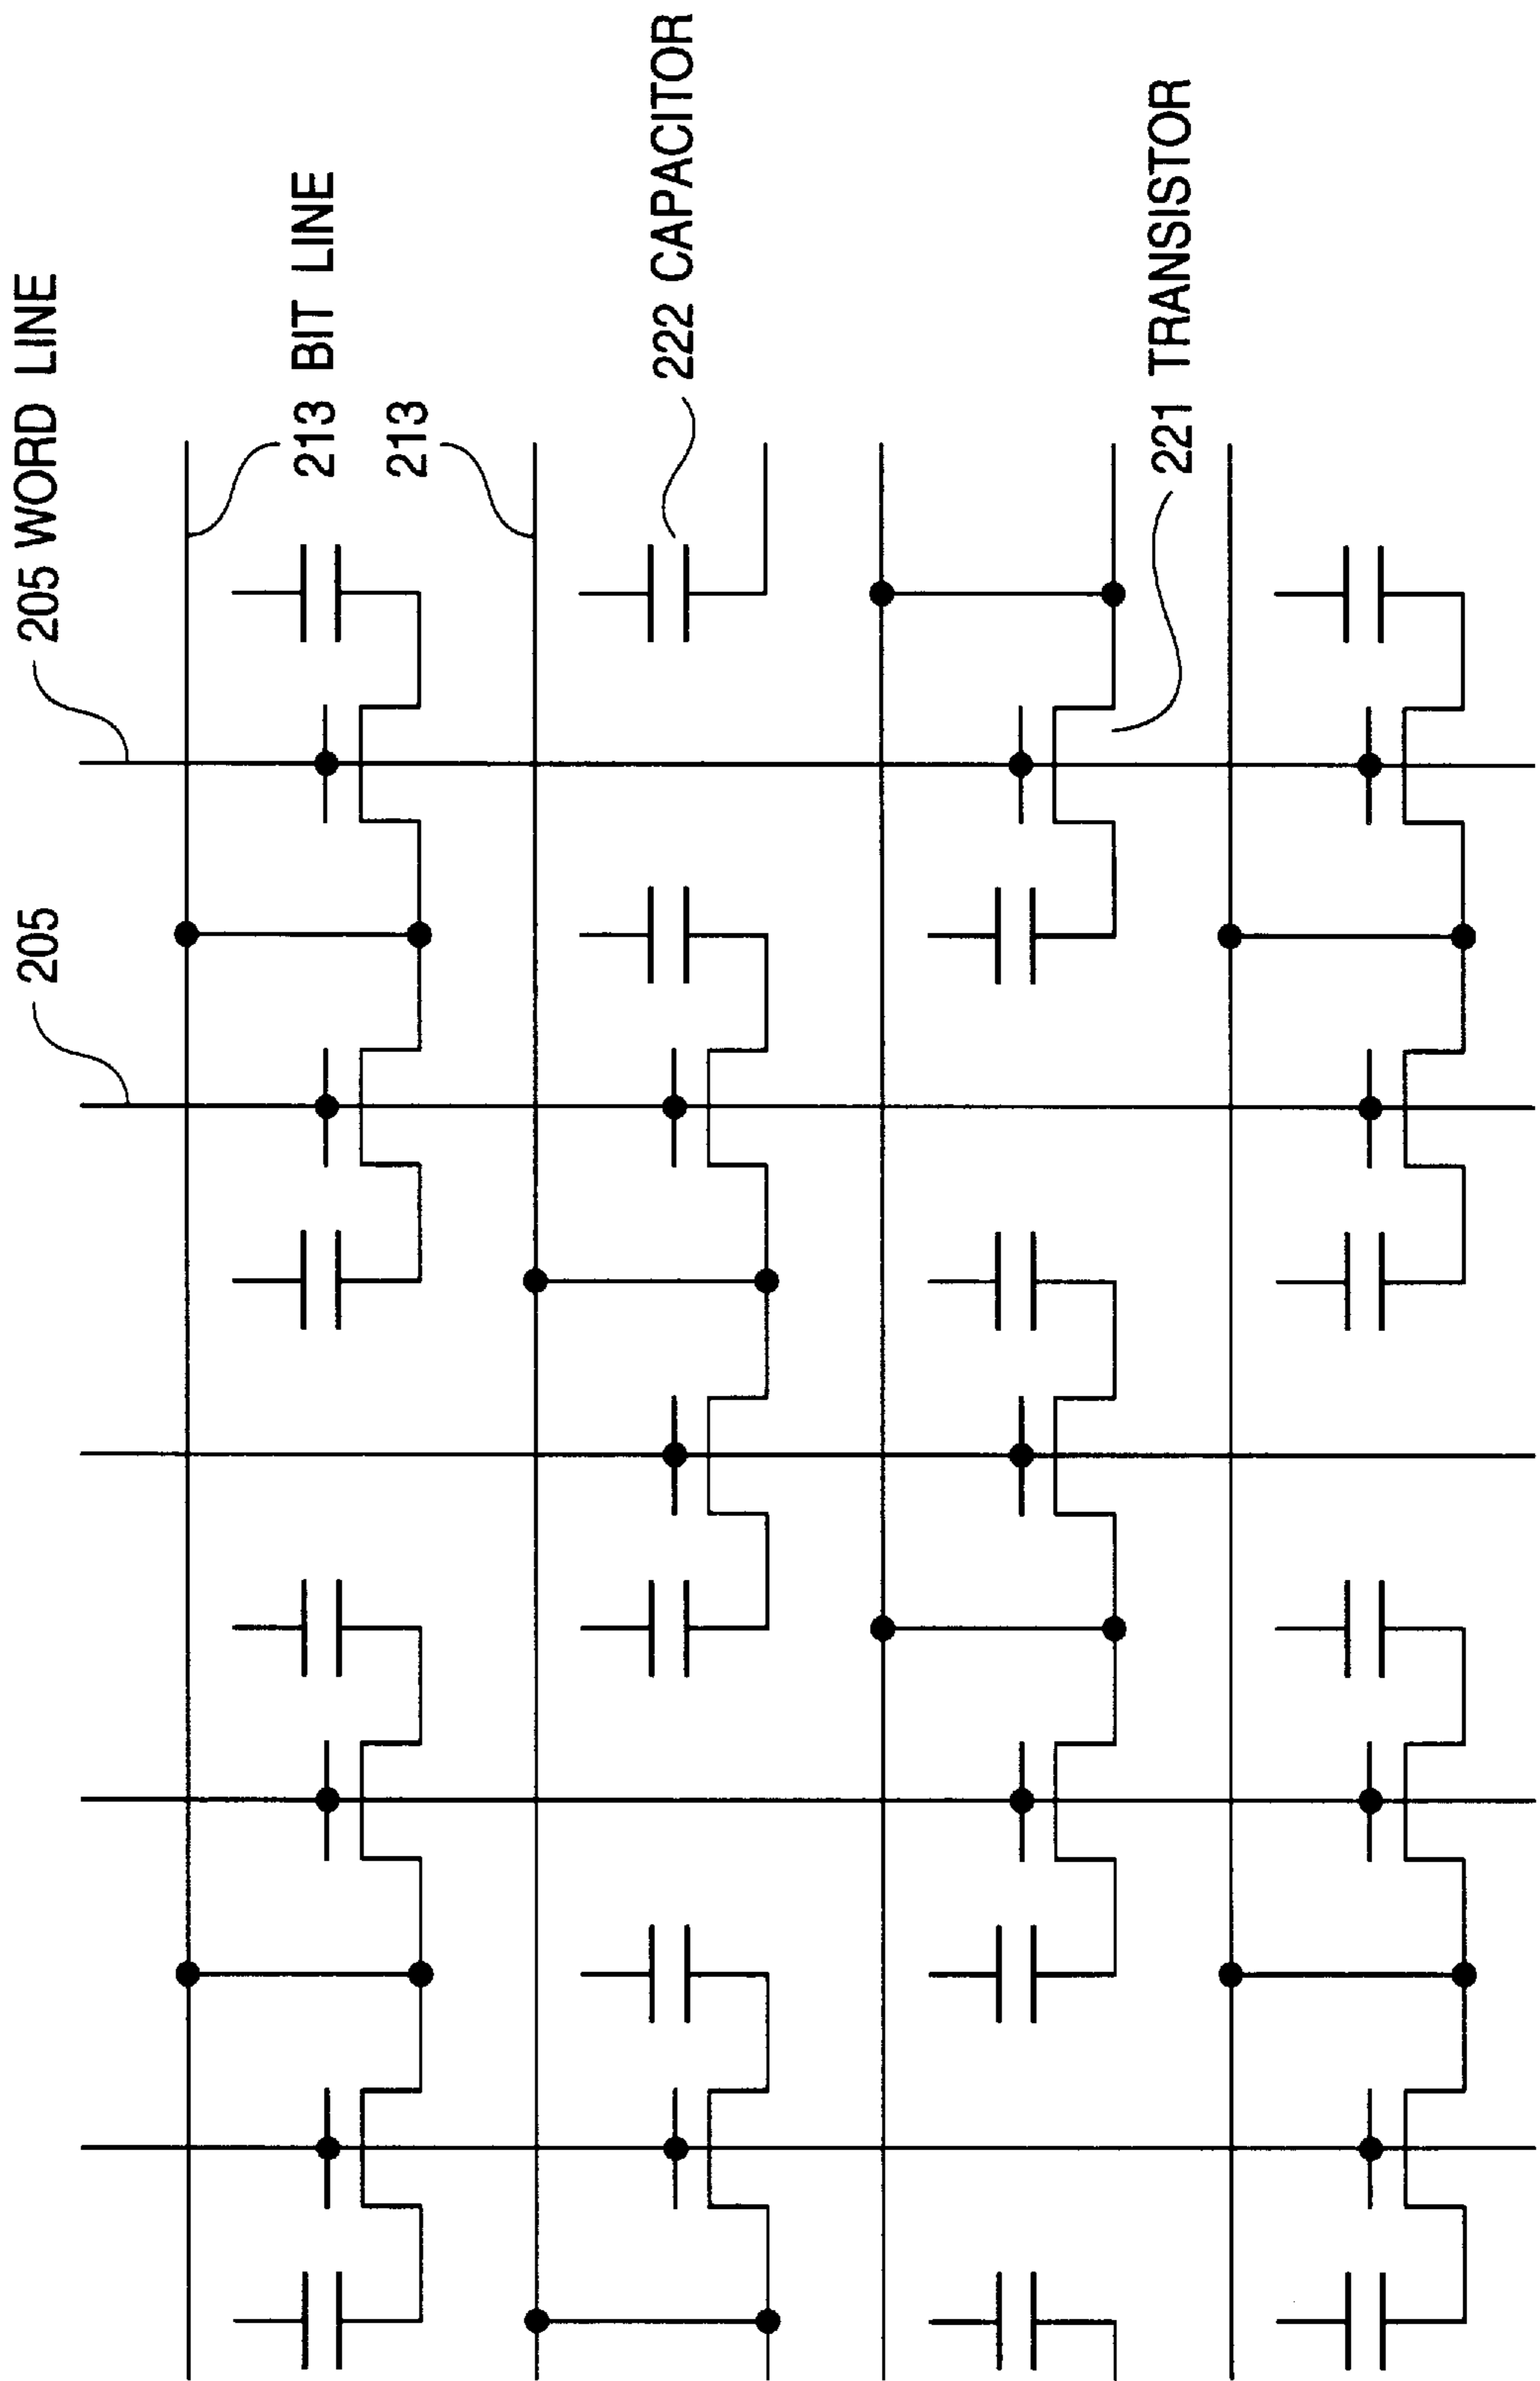 205 WORD LINE
205
213 BIT LINE
213
222 CAPACITOR
221 TRANSISTOR